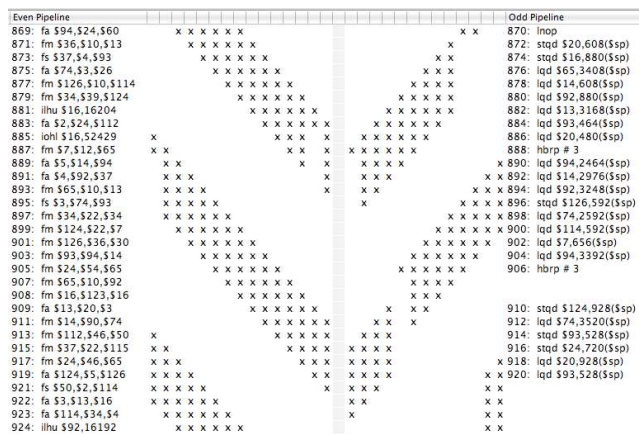 Even Pipeline Odd Pipeline
869: fa $94,$24,$60 870: lnop
871: fm $36,$10,$13 872: stqd $20,608($sp)
873: fs $37,$4,$93 874: stqd $16,880($sp)
875: fa $74,$3,$26 876: lqd $65,3408($sp)
877: fm $126,$10,$114 878: lqd $14,608($sp)
879: fm $34,$39,$124 880: lqd $92,880($sp)
881: ilhu $16,16204 882: lqd $13,3168($sp)
883: fa $2,$24,$112 884: lqd $93,464($sp)
885: iohl $16,52429 886: lqd $20,480($sp)
887: fm $7,$12,$65 888: hbrp # 3
889: fa $5,$14,$94 890: lqd $94,2464($sp)
891: fa $4,$92,$37 892: lqd $14,2976($sp)
893: fm $65,$10,$13 894: lqd $92,3248($sp)
895: fs $3,$74,$93 896: stqd $126,592($sp)
897: fm $34,$22,$34 898: lqd $74,2592($sp)
899: fm $124,$22,$7 900: lqd $114,592($sp)
901: fm $126,$36,$30 902: lqd $7,656($sp)
903: fm $93,$94,$14 904: lqd $94,3392($sp)
905: fm $24,$54,$65 906: hbrp # 3
907: fm $65,$10,$92
908: fm $16,$123,$16
909: fa $13,$20,$3 910: stqd $124,928($sp)
911: fm $14,$90,$74 912: lqd $74,3520($sp)
913: fm $112,$46,$50 914: stqd $93,528($sp)
915: fm $37,$22,$115 916: stqd $24,720($sp)
917: fm $24,$46,$65 918: lqd $20,928($sp)
919: fa $124,$5,$126 920: lqd $93,528($sp)
921: fs $50,$2,$114
922: fa $3,$13,$16
923: fa $114,$34,$4
924: ilhu $92,16192